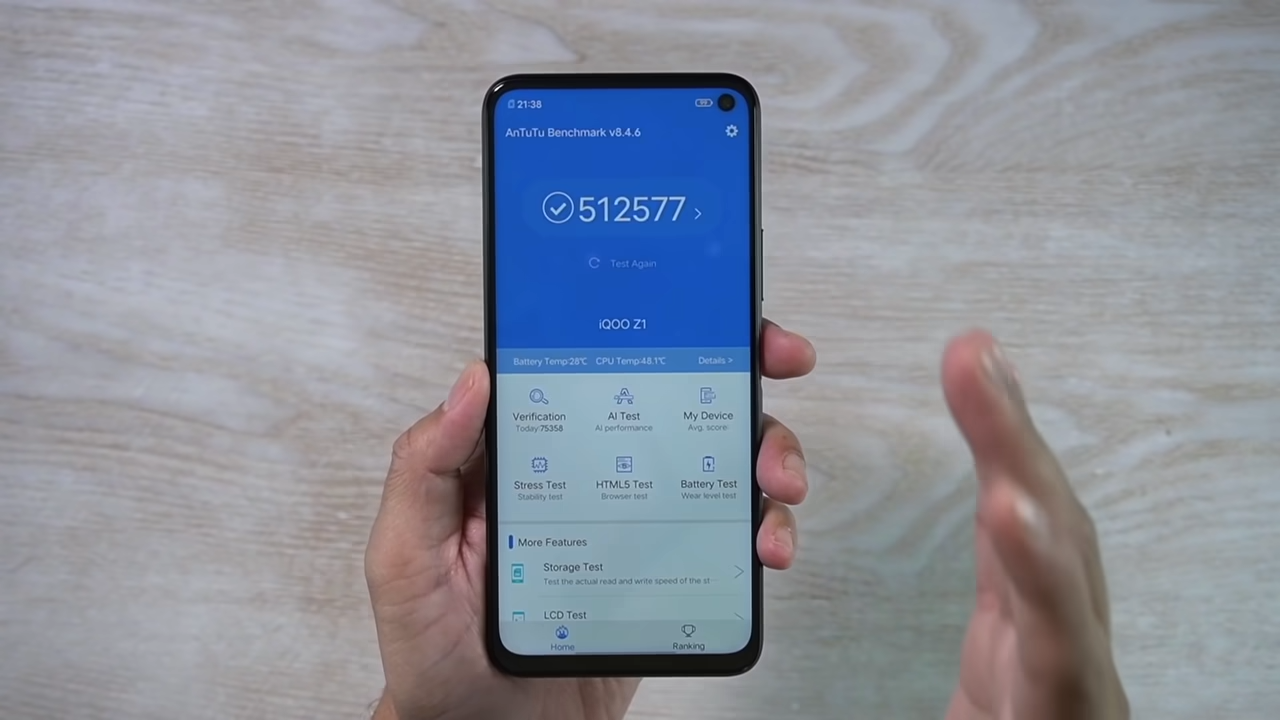 21:38
99
AnTuTu Benchmark v8.4.6
512577 >
Test Again
iQOO Z1
Battery Temp:28℃ CPU Temp:48.1℃ Details >
Verification AI Test My Device
Today:75358 AI performance Avg. score:
Stress Test HTML5 Test Battery Test
Stability test Browser test Wear level test
More Features
Storage Test
Test the actual read and write speed of the st···
LCD Test
Home Ranking